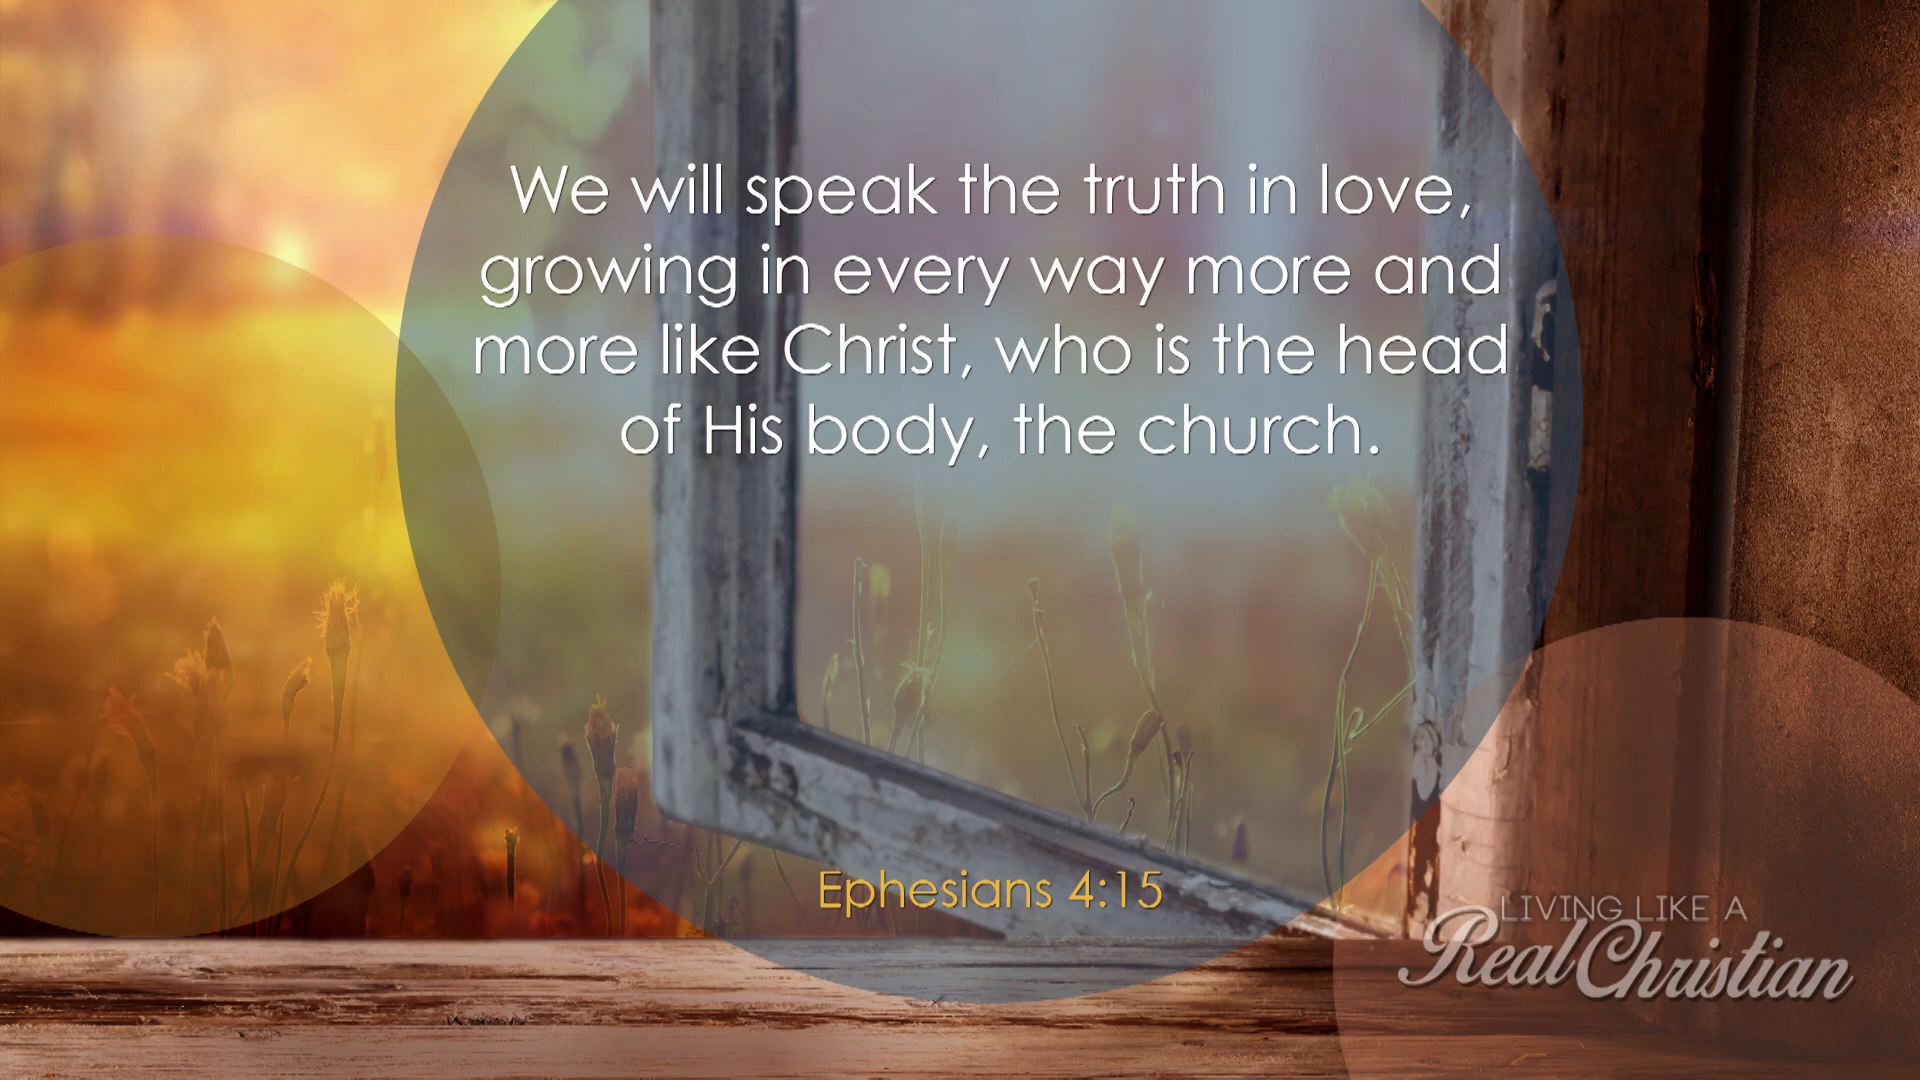 We will speak the truth in love,
growing in every way more and
more like Christ, who is the head
of His body, the church.
Ephesians 4:15
LIVING LIKE A
Real Christian